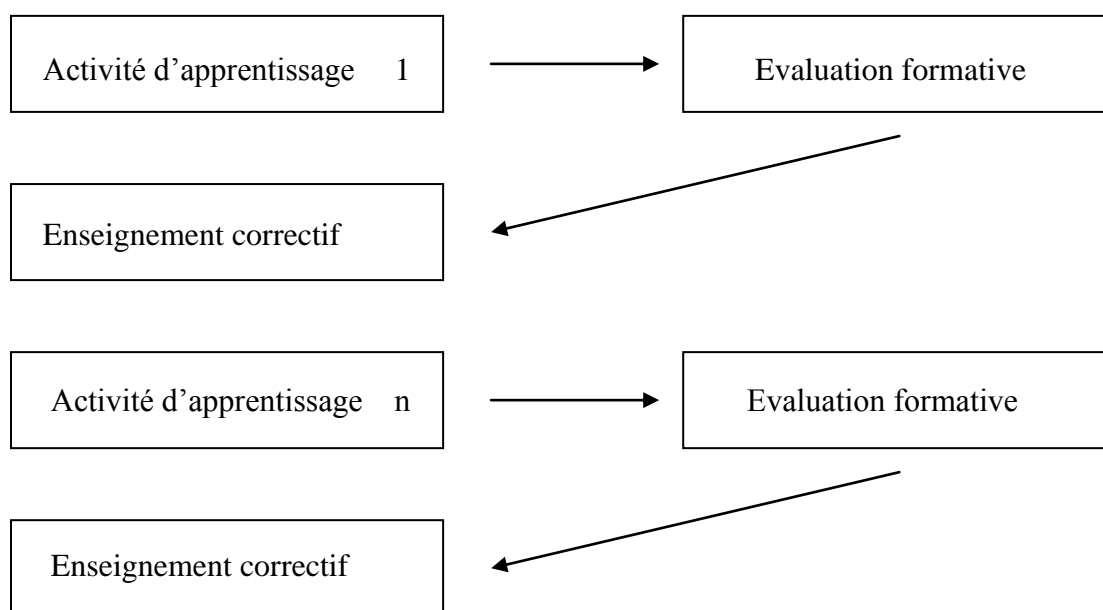 Activité d’apprentissage 1
Evaluation formative
Enseignement correctif
Activité d’apprentissage n
Evaluation formative
Enseignement correctif